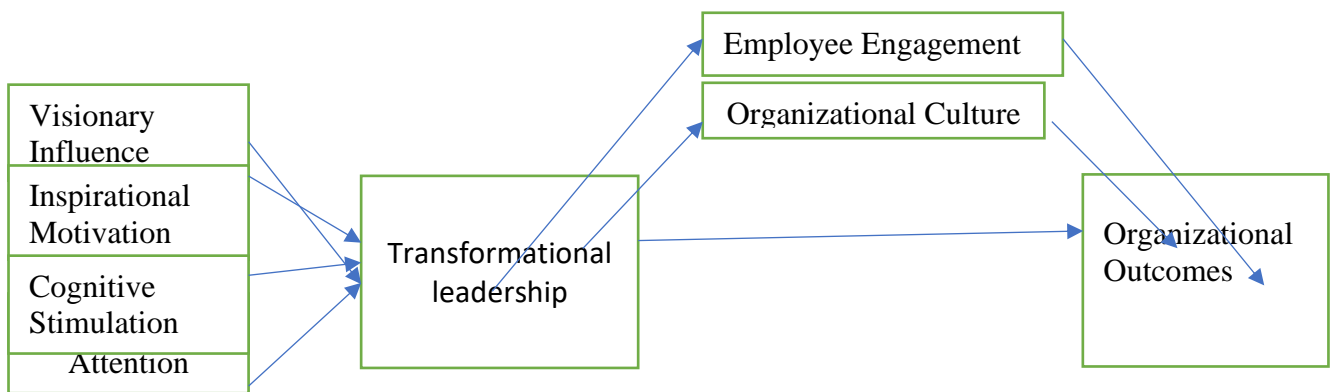 Employee Engagement
Organizational Culture
Visionary
Influence
Inspirational
Motivation
Cognitive
Stimulation
Attention
Transformational
leadership
Organizational
Outcomes